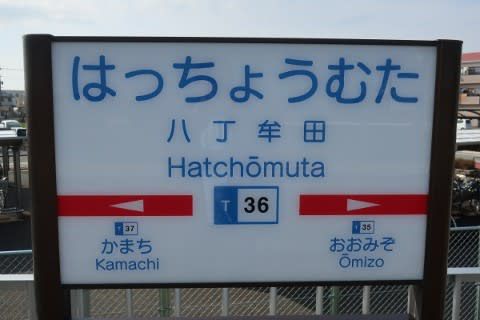 はっちょうむた
八丁牟田
Hatchōmuta
T 36
T 37
かまち
Kamachi
T 35
おおみぞ
Ōmizo